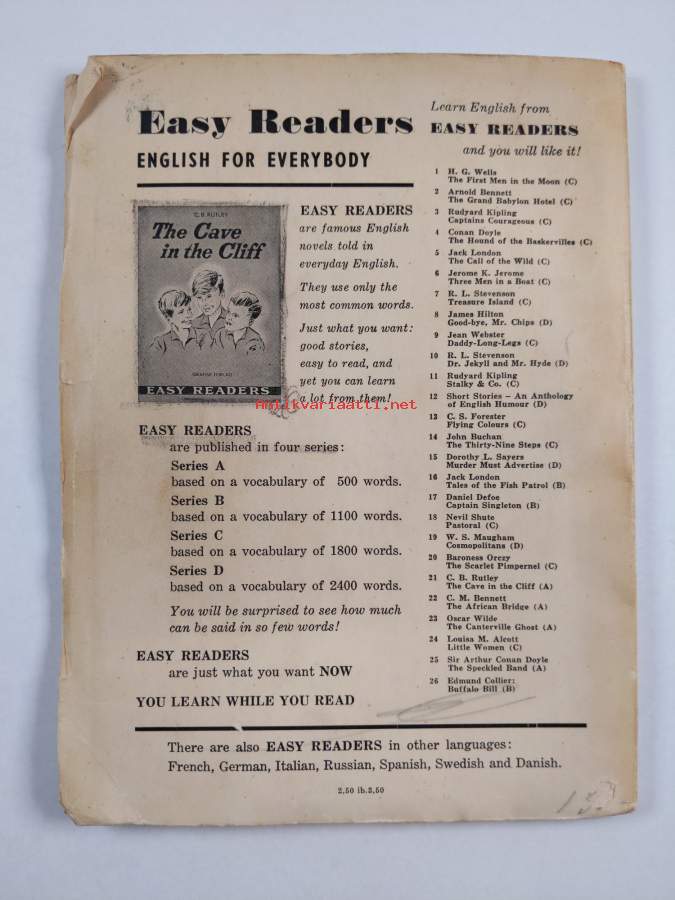 Easy Readers
ENGLISH FOR EVERYBODY
C. B. RUTLEY
The Cave
in the Cliff
EASY READERS
EASY READERS
are famous English
novels told in
everyday English.
They use only the
most common words.
Just what you want:
good stories,
easy to read, and
yet you can learn
a lot from them!
Antikvariaatti.net
EASY READERS
are published in four series:
Series A
based on a vocabulary of 500 words.
Series B
based on a vocabulary of 1100 words.
Series C
based on a vocabulary of 1800 words.
Series D
based on a vocabulary of 2400 words.
You will be surprised to see how much
can be said in so few words!
EASY READERS
are just what you want NOW
YOU LEARN WHILE YOU READ
Learn English from
EASY READERS
and you will like it!
1 H. G. Wells
The First Men in the Moon (C)
2 Arnold Bennett
The Grand Babylon Hotel (C)
3 Rudyard Kipling
Captains Courageous (C)
4 Conan Doyle
The Hound of the Baskervilles (C)
5 Jack London
The Call of the Wild (C)
6 Jerome K. Jerome
Three Men in a Boat (C)
7 R. L. Stevenson
Treasure Island (C)
8 James Hilton
Good-bye, Mr. Chips (D)
9 Jean Webster
Daddy-Long-Legs (C)
10 R. L. Stevenson
Dr. Jekyll and Mr. Hyde (D)
11 Rudyard Kipling
Stalky & Co. (C)
12 Short Stories – An Anthology
of English Humour (D)
13 C. S. Forester
Flying Colours (C)
14 John Buchan
The Thirty-Nine Steps (C)
15 Dorothy L. Sayers
Murder Must Advertise (D)
16 Jack London
Tales of the Fish Patrol (B)
17 Daniel Defoe
Captain Singleton (B)
18 Nevil Shute
Pastoral (C)
19 W. S. Maugham
Cosmopolitans (D)
20 Baroness Orczy
The Scarlet Pimpernel (C)
21 C. B. Rutley
The Cave in the Cliff (A)
22 C. M. Bennett
The African Bridge (A)
23 Oscar Wilde
The Canterville Ghost (A)
24 Louisa M. Alcott
Little Women (C)
25 Sir Arthur Conan Doyle
The Speckled Band (A)
26 Edmund Collier:
Buffalo Bill (B)
There are also EASY READERS in other languages:
French, German, Italian, Russian, Spanish, Swedish and Danish.
2,50 ib.3,50